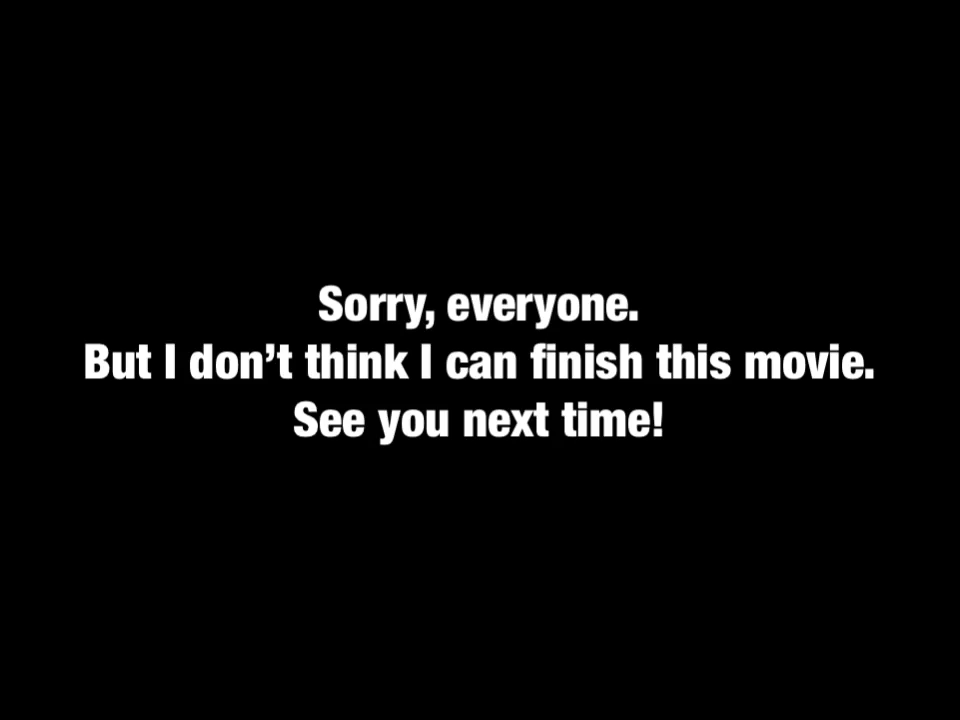 Sorry, everyone.
But I don’t think I can finish this movie.
See you next time!